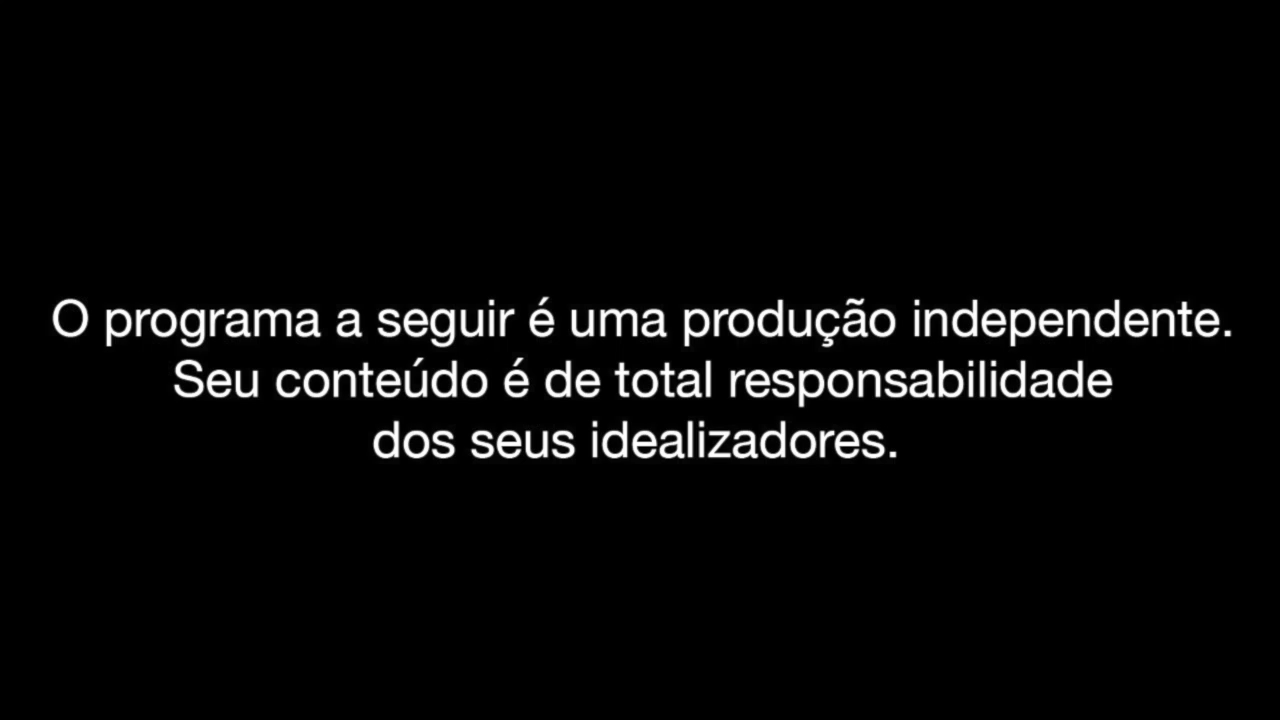 O programa a seguir é uma produção independente.
Seu conteúdo é de total responsabilidade
dos seus idealizadores.